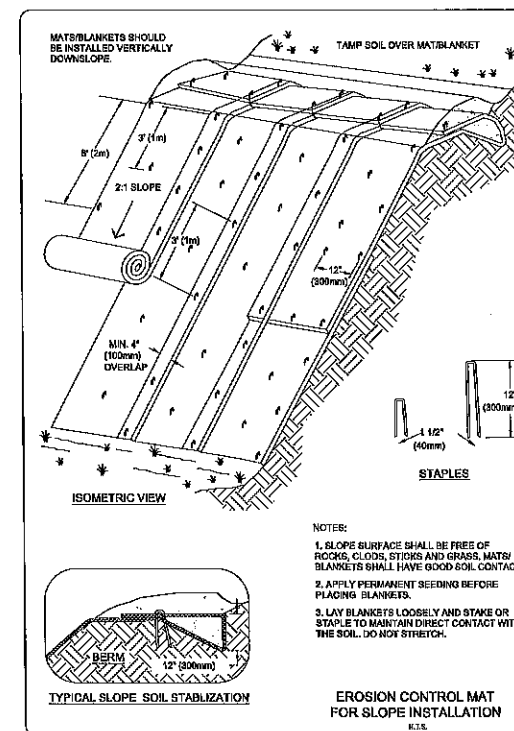 MATS/BLANKETS SHOULD
BE INSTALLED VERTICALLY
DOWNSLOPE.
TAMP SOIL OVER MAT/BLANKET
3' (1m)
6' (2m)
2:1 SLOPE
3' (1m)
12"
(300mm)
MIN. 4"
(100mm)
OVERLAP
12"
(300mm
1 1/2"
(40mm)
STAPLES
ISOMETRIC VIEW
NOTES:
1. SLOPE SURFACE SHALL BE FREE OF
ROCKS, CLODS, STICKS AND GRASS. MATS/
BLANKETS SHALL HAVE GOOD SOIL CONTAC
2. APPLY PERMANENT SEEDING BEFORE
PLACING BLANKETS.
3. LAY BLANKETS LOOSELY AND STAKE OR
STAPLE TO MAINTAIN DIRECT CONTACT WIT
THE SOIL. DO NOT STRETCH.
BERM
12" (300mm)
TYPICAL SLOPE SOIL STABLIZATION
EROSION CONTROL MAT
FOR SLOPE INSTALLATION
N.T.S.